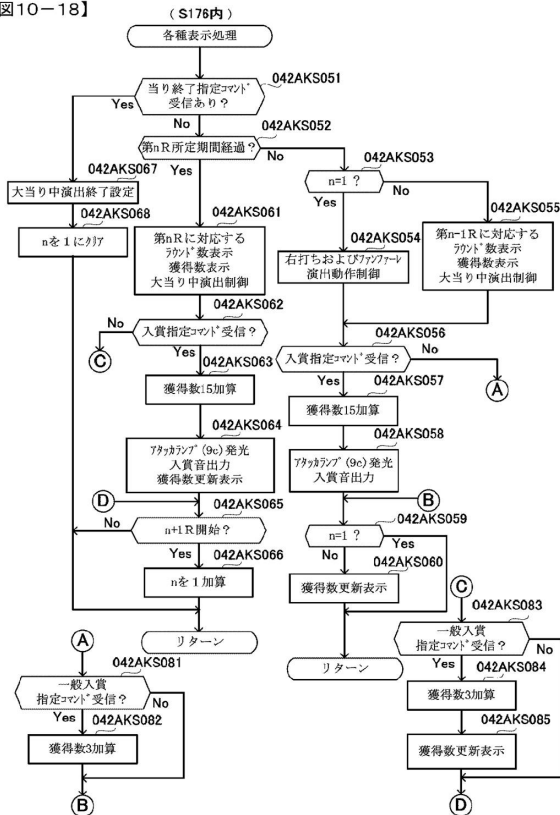 図10−18】
(S176内)
各種表示処理
042AKS051
当り終了指定コマンド
受信あり?
Yes
No
042AKS052
第nR所定期間経過?
No
Yes
042AKS053
n=1 ?
No
Yes
042AKS067
大当り中演出終了設定
042AKS068
nを1にクリア
042AKS061
第nRに対応する
ラウンド数表示
獲得数表示
大当り中演出制御
042AKS054
右打ちおよびファンファーレ
演出動作制御
042AKS055
第n-1Rに対応する
ラウンド数表示
獲得数表示
大当り中演出制御
042AKS062
入賞指定コマンド受信?
No
Yes
C
042AKS056
入賞指定コマンド受信?
No
Yes
A
042AKS063
獲得数15加算
042AKS057
獲得数15加算
042AKS064
アタッカランプ(9c)発光
入賞音出力
獲得数更新表示
042AKS058
アタッカランプ(9c)発光
入賞音出力
D
B
042AKS065
n+1R開始?
No
Yes
042AKS059
n=1 ?
No
Yes
042AKS066
nを1加算
042AKS060
獲得数更新表示
リターン
リターン
A
042AKS081
一般入賞
指定コマンド受信?
No
Yes
042AKS082
獲得数3加算
B
C
042AKS083
一般入賞
指定コマンド受信?
No
Yes
042AKS084
獲得数3加算
042AKS085
獲得数更新表示
D